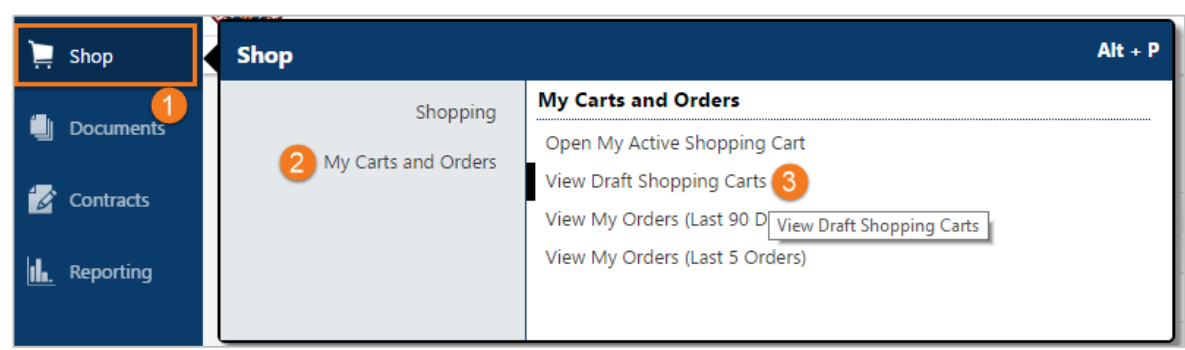 Shop
1
Documents
Contracts
Reporting
Shop
Alt + P
Shopping
2 My Carts and Orders
My Carts and Orders
Open My Active Shopping Cart
View Draft Shopping Carts 3
View My Orders (Last 90 D
View Draft Shopping Carts
View My Orders (Last 5 Orders)